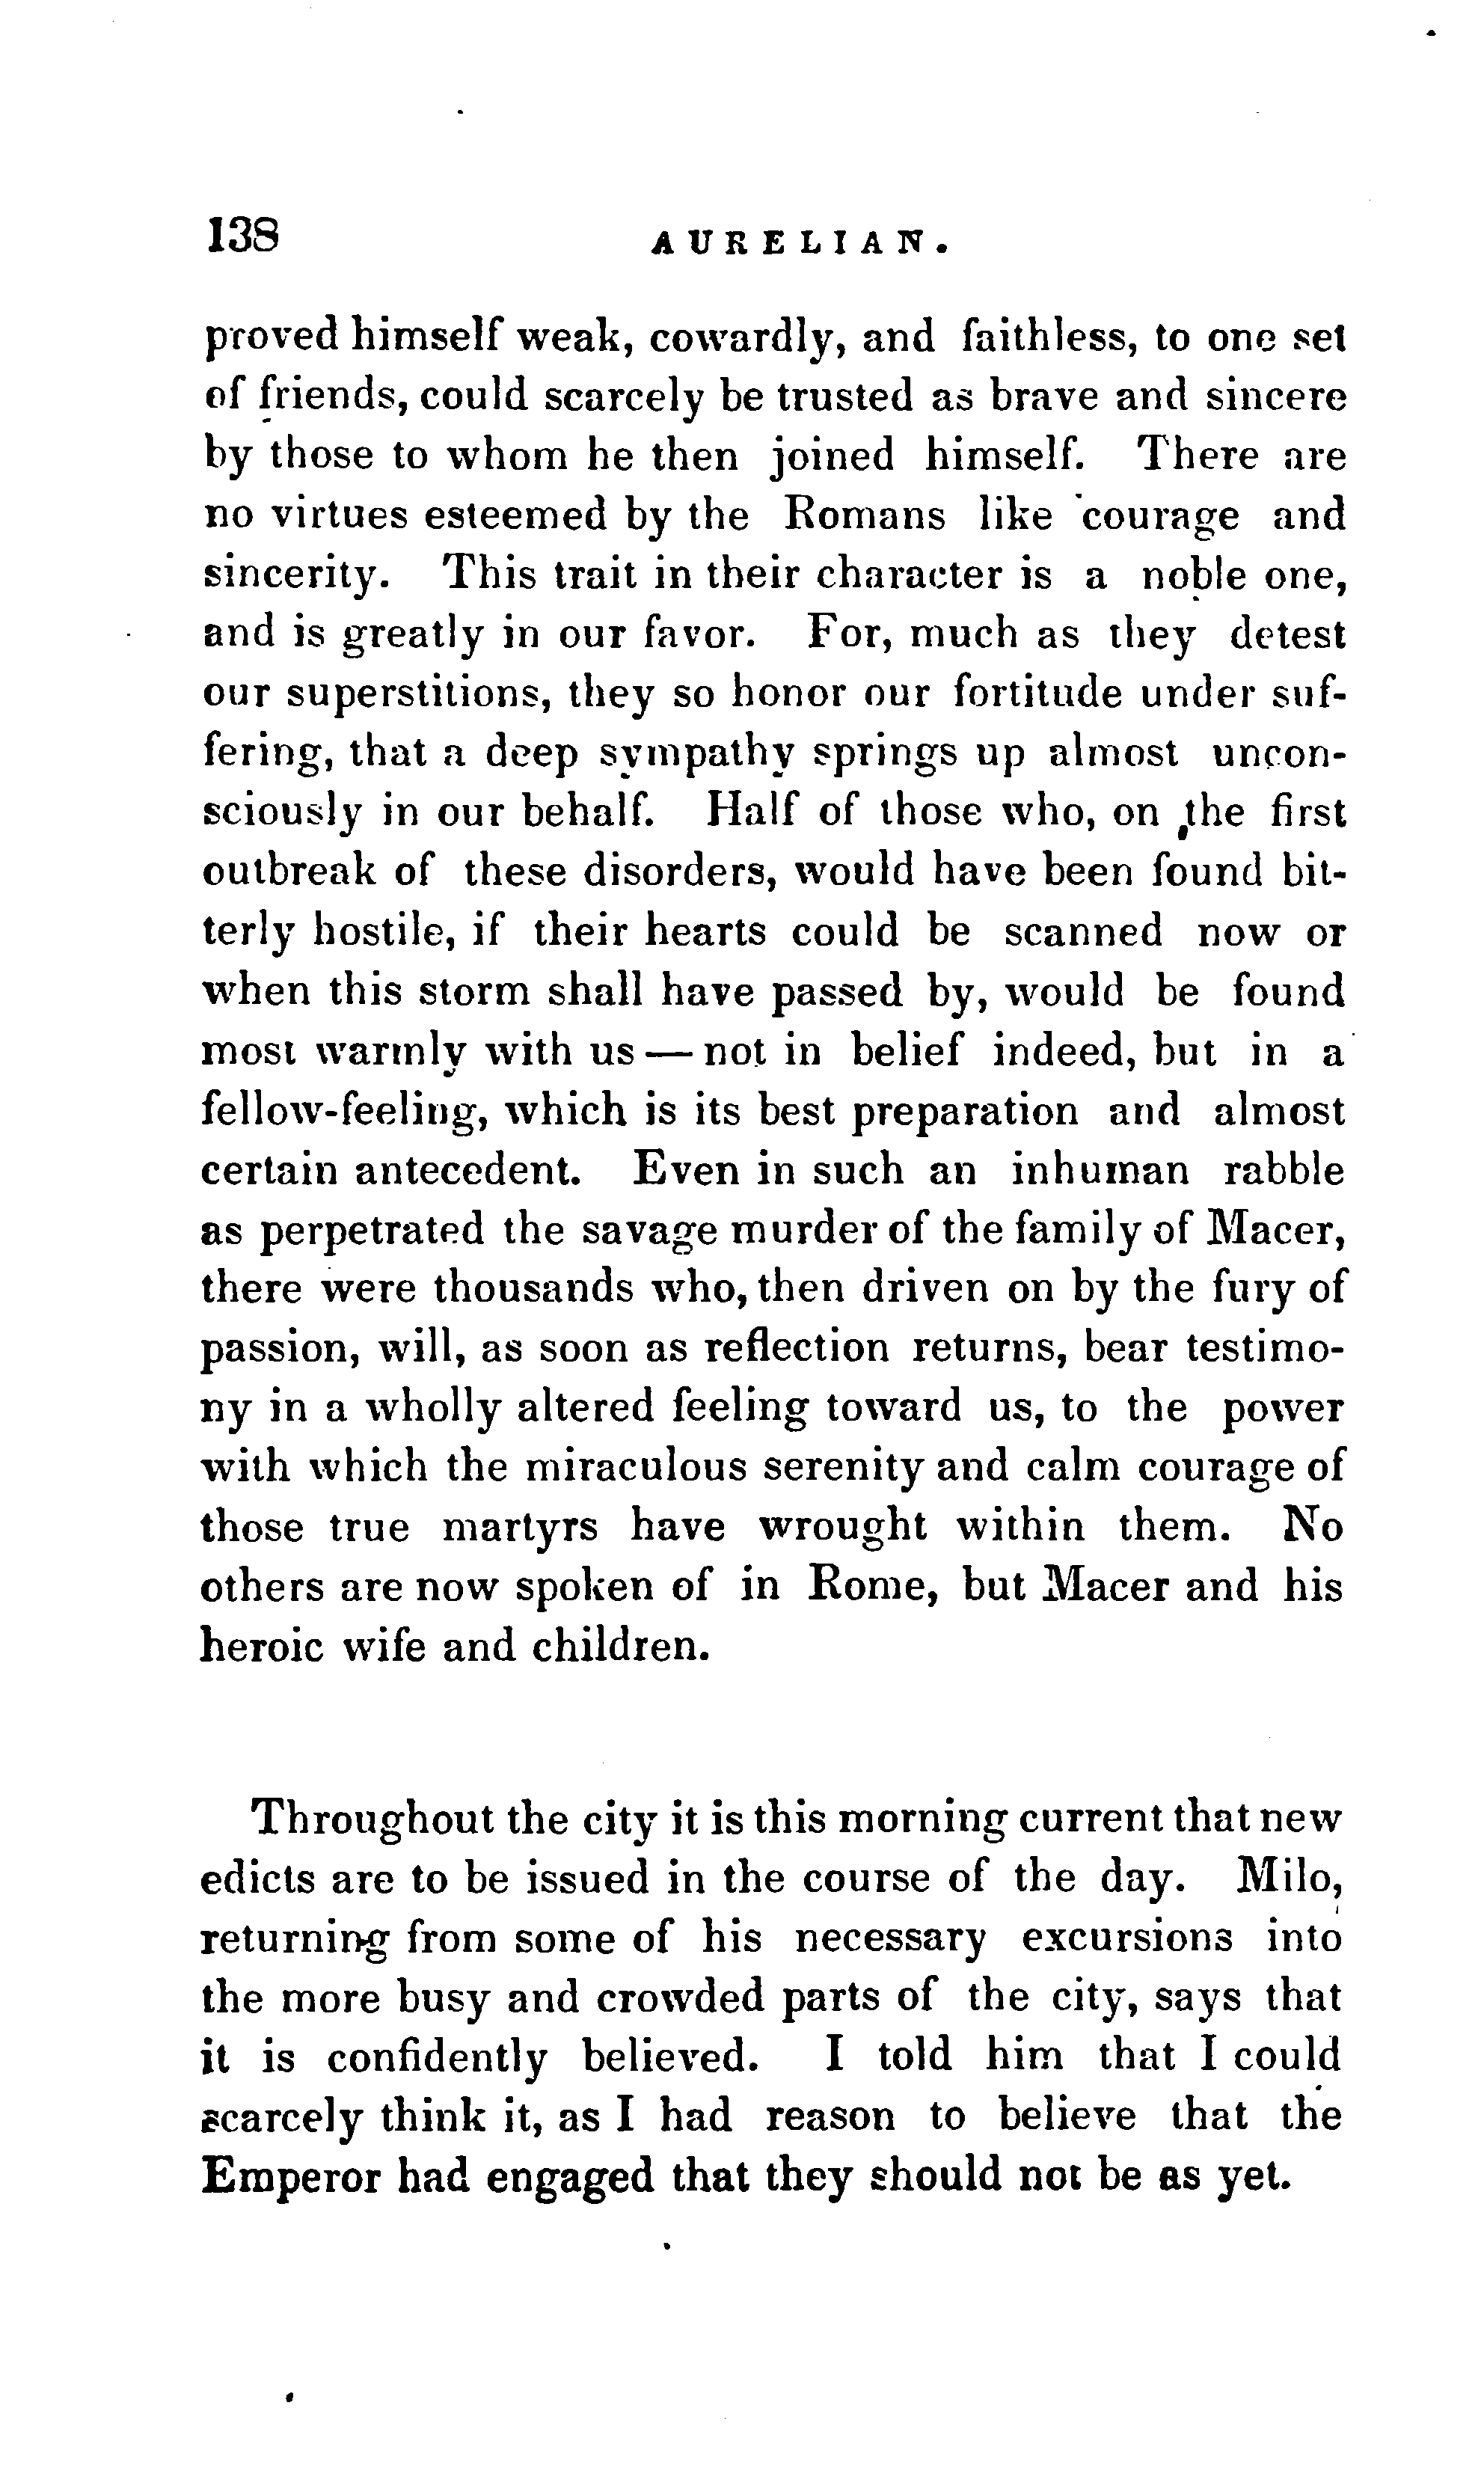 138 AURELIAN.
proved himself weak, cowardly, and faithless, to one set
of friends, could scarcely be trusted as brave and sincere
by those to whom he then joined himself. There are
no virtues esteemed by the Romans like courage and
sincerity. This trait in their character is a noble one,
and is greatly in our favor. For, much as they detest
our superstitions, they so honor our fortitude under suf-
fering, that a deep sympathy springs up almost uncon-
sciously in our behalf. Half of those who, on the first
outbreak of these disorders, would have been found bit-
terly hostile, if their hearts could be scanned now or
when this storm shall have passed by, would be found
most warmly with us — not in belief indeed, but in a
fellow-feeling, which is its best preparation and almost
certain antecedent. Even in such an inhuman rabble
as perpetrated the savage murder of the family of Macer,
there were thousands who, then driven on by the fury of
passion, will, as soon as reflection returns, bear testimo-
ny in a wholly altered feeling toward us, to the power
with which the miraculous serenity and calm courage of
those true martyrs have wrought within them. No
others are now spoken of in Rome, but Macer and his
heroic wife and children.
Throughout the city it is this morning current that new
edicts are to be issued in the course of the day. Milo,
returning from some of his necessary excursions into
the more busy and crowded parts of the city, says that
it is confidently believed. I told him that I could
scarcely think it, as I had reason to believe that the
Emperor had engaged that they should not be as yet.